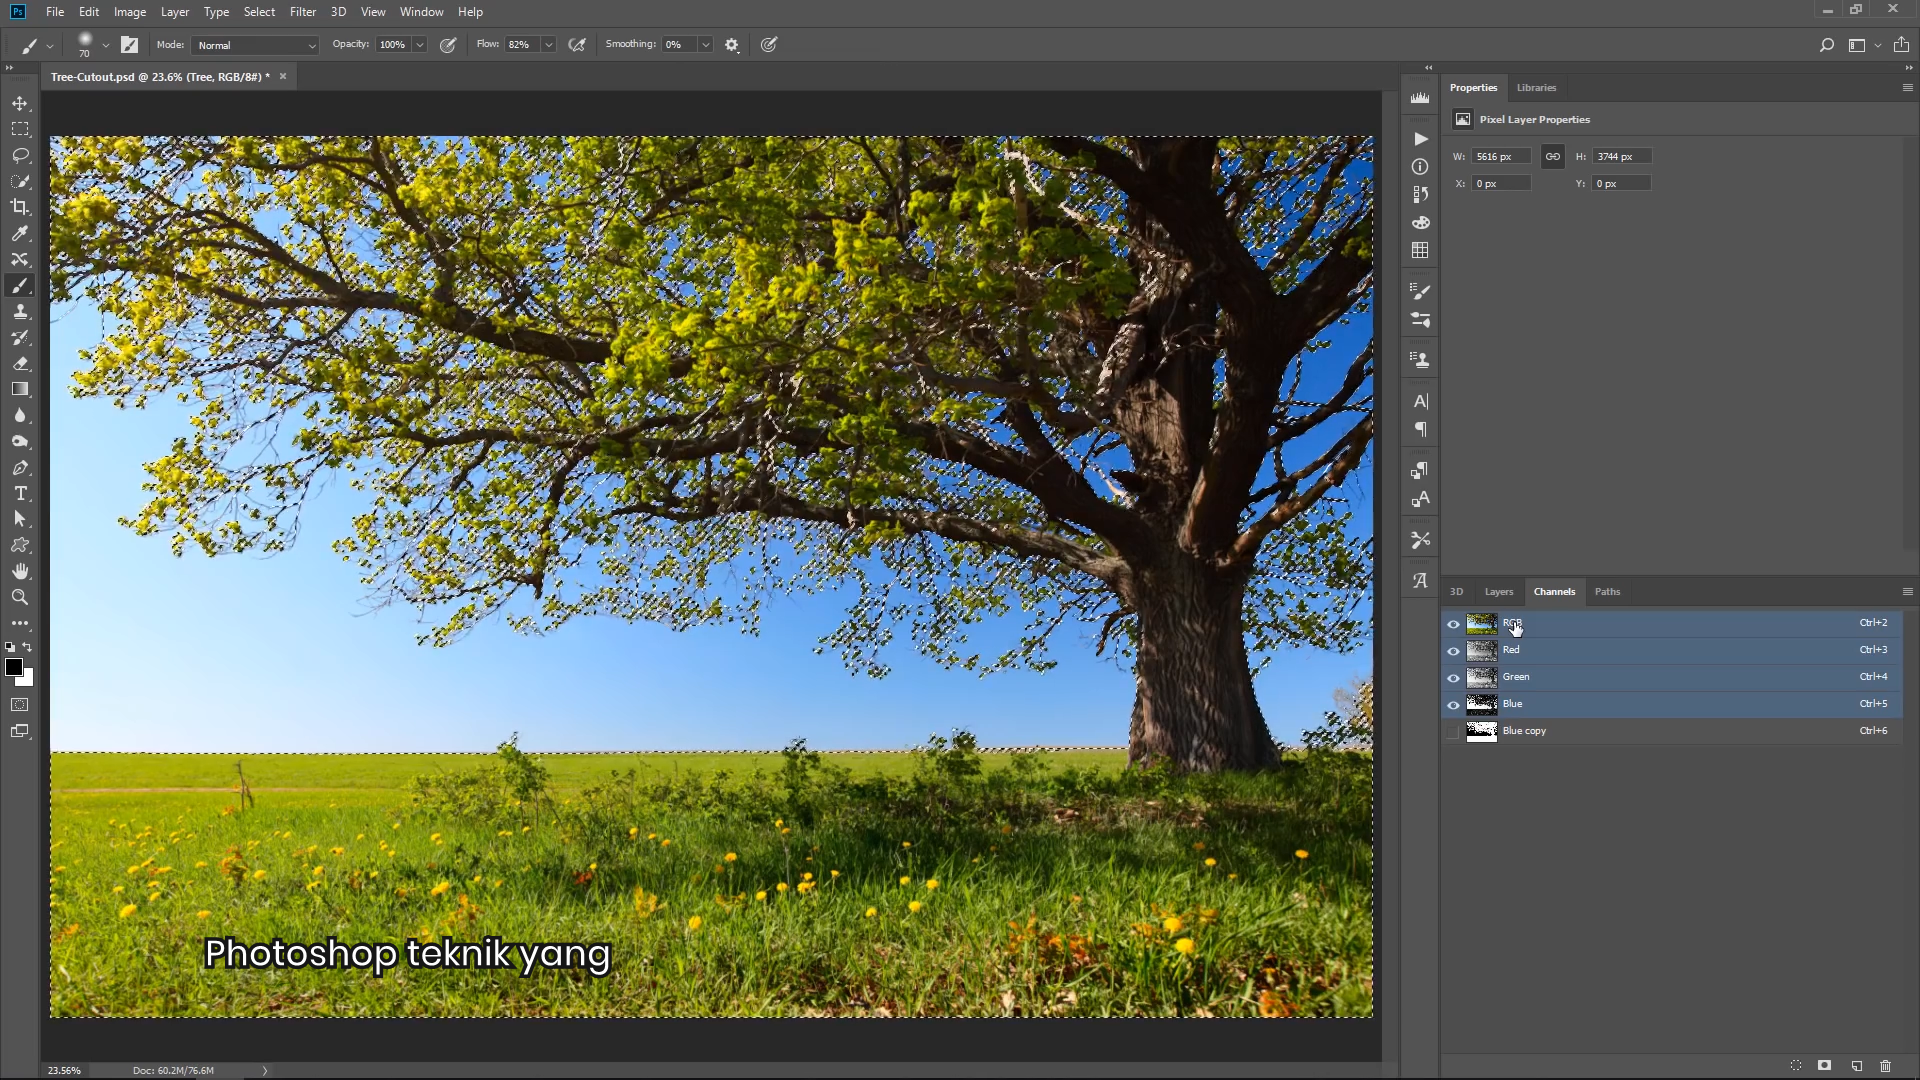 Ps File Edit Image Layer Type Select Filter 3D View Window Help
70 Mode: Normal Opacity: 100% Flow: 82% Smoothing: 0%
Tree-Cutout.psd @ 23.6% (Tree, RGB/8#) * ×
Properties Libraries
Pixel Layer Properties
W: 5616 px H: 3744 px
X: 0 px Y: 0 px
3D Layers Channels Paths
RGB Ctrl+2
Red Ctrl+3
Green Ctrl+4
Blue Ctrl+5
Blue copy Ctrl+6
Photoshop teknik yang
23.56% Doc: 60.2M/76.6M